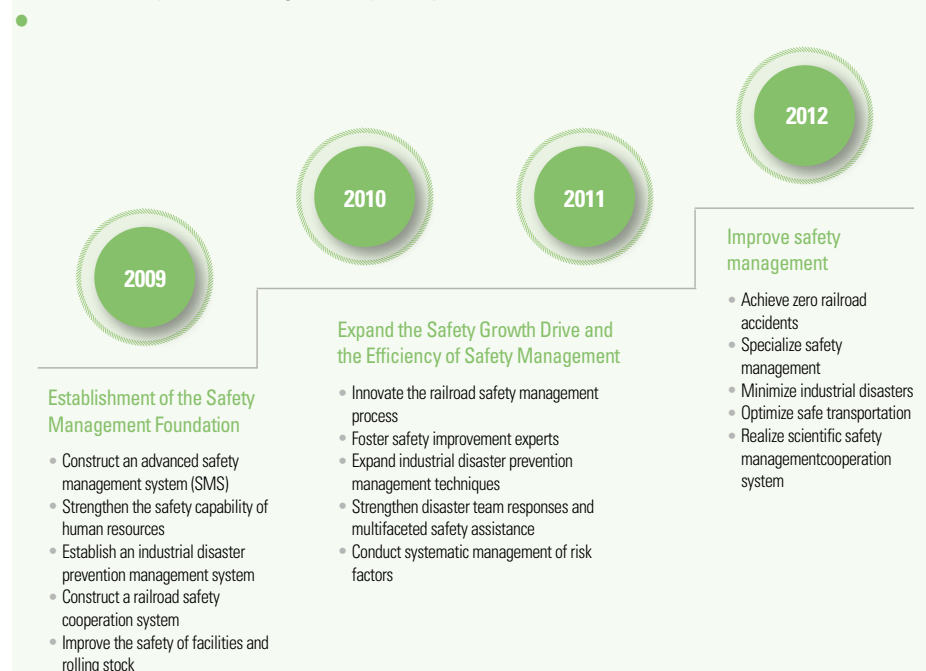 2009
Establishment of the Safety
Management Foundation
• Construct an advanced safety
management system (SMS)
• Strengthen the safety capability of
human resources
• Establish an industrial disaster
prevention management system
• Construct a railroad safety
cooperation system
• Improve the safety of facilities and
rolling stock
2010
2011
Expand the Safety Growth Drive and
the Efficiency of Safety Management
• Innovate the railroad safety management
process
• Foster safety improvement experts
• Expand industrial disaster prevention
management techniques
• Strengthen disaster team responses and
multifaceted safety assistance
• Conduct systematic management of risk
factors
2012
Improve safety
management
• Achieve zero railroad
accidents
• Specialize safety
management
• Minimize industrial disasters
• Optimize safe transportation
• Realize scientific safety
managementcooperation
system